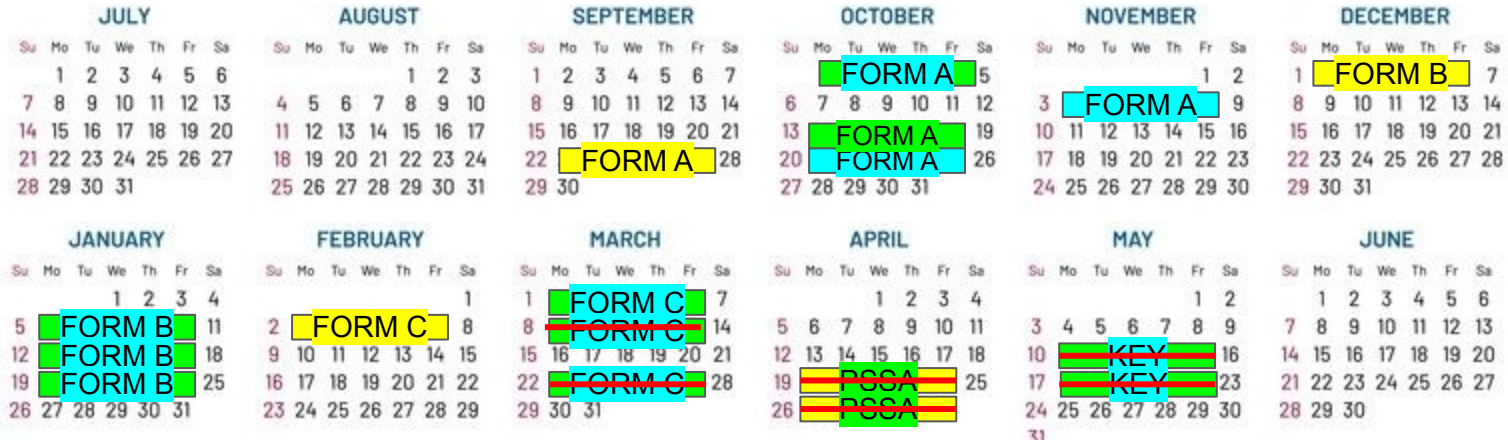 JULY
Su Mo Tu We Th Fr Sa
1 2 3 4 5 6
7 8 9 10 11 12 13
14 15 16 17 18 19 20
21 22 23 24 25 26 27
28 29 30 31
AUGUST
Su Mo Tu We Th Fr Sa
1 2 3
4 5 6 7 8 9 10
11 12 13 14 15 16 17
18 19 20 21 22 23 24
25 26 27 28 29 30 31
SEPTEMBER
Su Mo Tu We Th Fr Sa
1 2 3 4 5 6 7
8 9 10 11 12 13 14
15 16 17 18 19 20 21
22 FORM A 28
29 30
OCTOBER
Su Mo Tu We Th Fr Sa
FORM A 5
6 7 8 9 10 11 12
13 FORM A 19
20 FORM A 26
27 28 29 30 31
NOVEMBER
Su Mo Tu We Th Fr Sa
1 2
3 FORM A 9
10 11 12 13 14 15 16
17 18 19 20 21 22 23
24 25 26 27 28 29 30
DECEMBER
Su Mo Tu We Th Fr Sa
1 FORM B 7
8 9 10 11 12 13 14
15 16 17 18 19 20 21
22 23 24 25 26 27 28
29 30 31
JANUARY
Su Mo Tu We Th Fr Sa
1 2 3 4
5 FORM B 11
12 FORM B 18
19 FORM B 25
26 27 28 29 30 31
FEBRUARY
Su Mo Tu We Th Fr Sa
1
2 FORM C 8
9 10 11 12 13 14 15
16 17 18 19 20 21 22
23 24 25 26 27 28 29
MARCH
Su Mo Tu We Th Fr Sa
1 FORM C 7
8 FORM C 14
15 16 17 18 19 20 21
22 FORM C 28
29 30 31
APRIL
Su Mo Tu We Th Fr Sa
1 2 3 4
5 6 7 8 9 10 11
12 13 14 15 16 17 18
19 PSSA 25
26 PSSA
MAY
Su Mo Tu We Th Fr Sa
1 2
3 4 5 6 7 8 9
10 KEY 16
17 KEY 23
24 25 26 27 28 29 30
31
JUNE
Su Mo Tu We Th Fr Sa
1 2 3 4 5 6
7 8 9 10 11 12 13
14 15 16 17 18 19 20
21 22 23 24 25 26 27
28 29 30